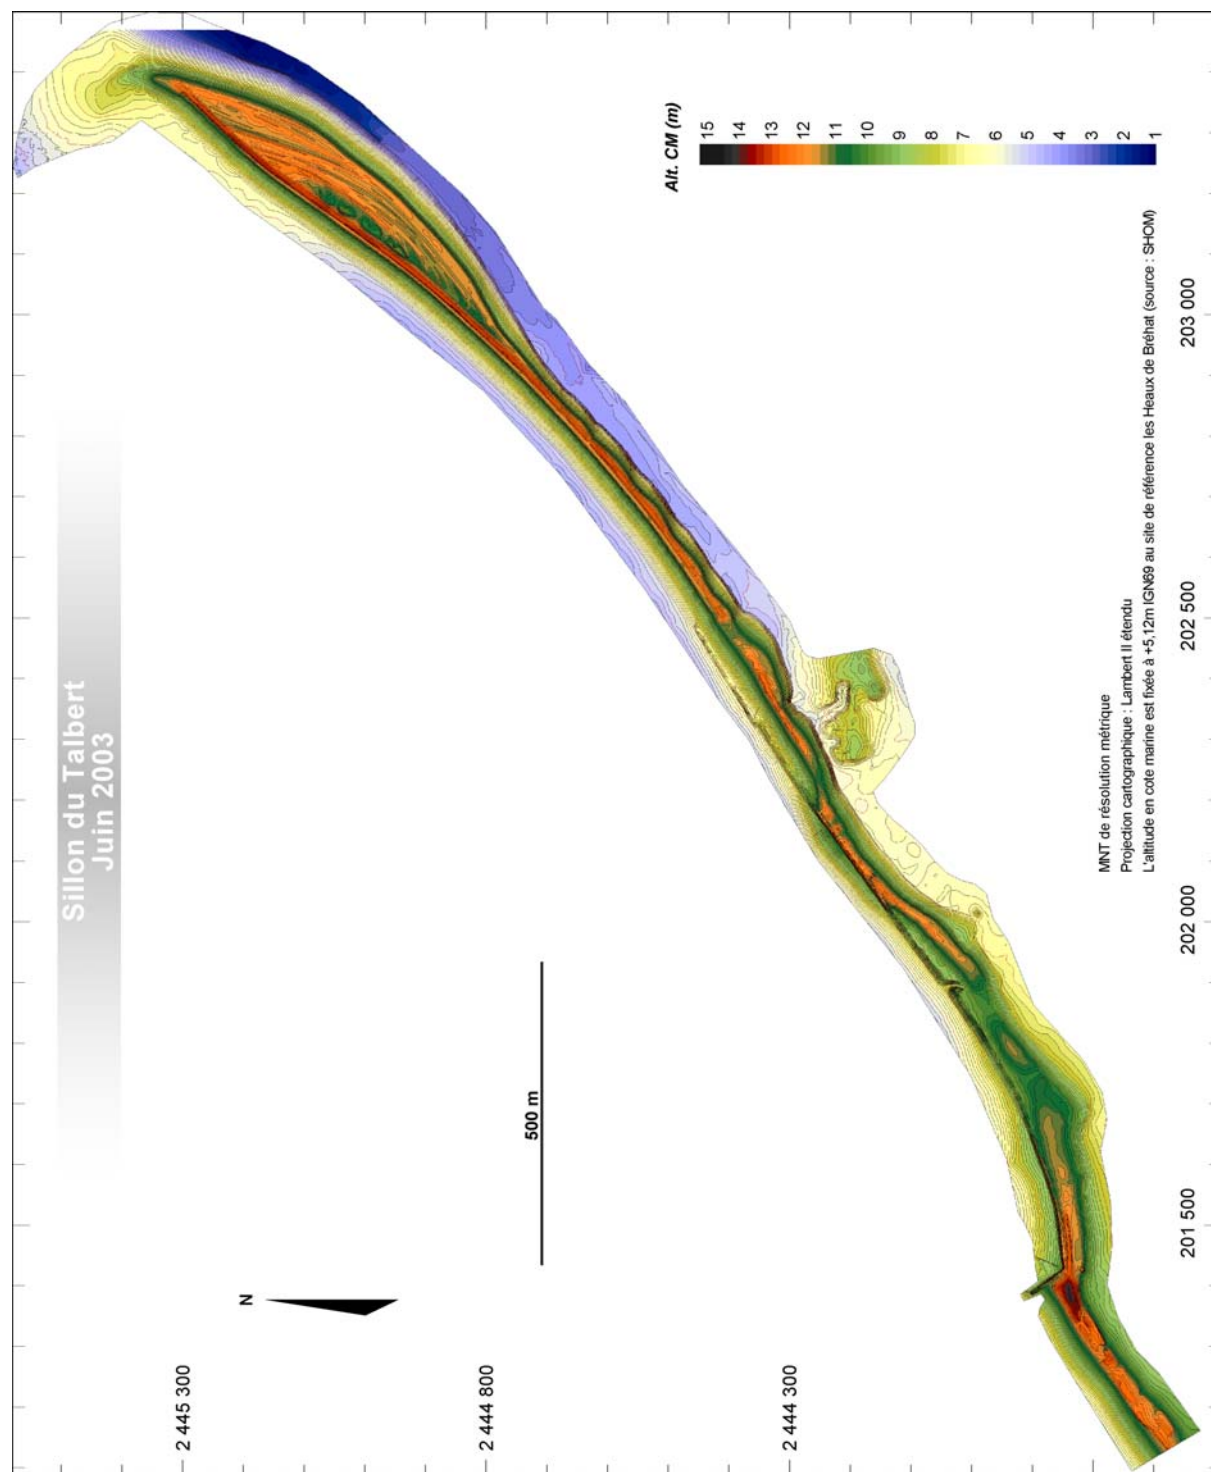 Sillon du Talbert
Juin 2003
N
500 m
2 445 300
2 444 800
2 444 300
201 500
202 000
202 500
203 000
Alt. CM (m)
15
14
13
12
11
10
9
8
7
6
5
4
3
2
1
MNT de résolution métrique
Projection cartographique : Lambert II étendu
L'altitude en cote marine est fixée à +5,12m IGN69 au site de référence les Heaux de Bréhat (source : SHOM)